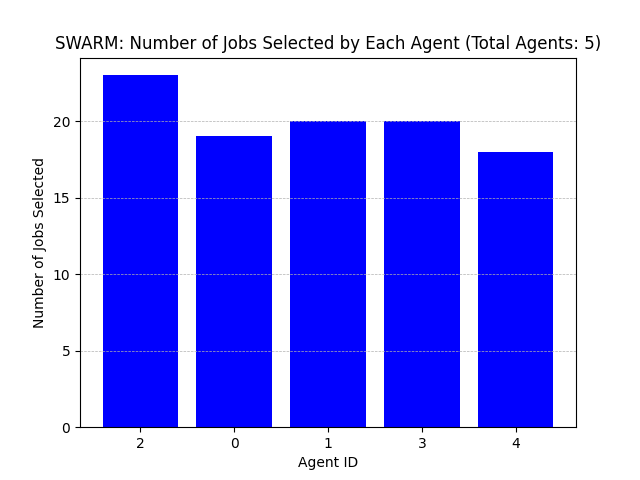 SWARM: Number of Jobs Selected by Each Agent (Total Agents: 5)
Number of Jobs Selected
20
15
10
5
0
2 0 1 3 4
Agent ID